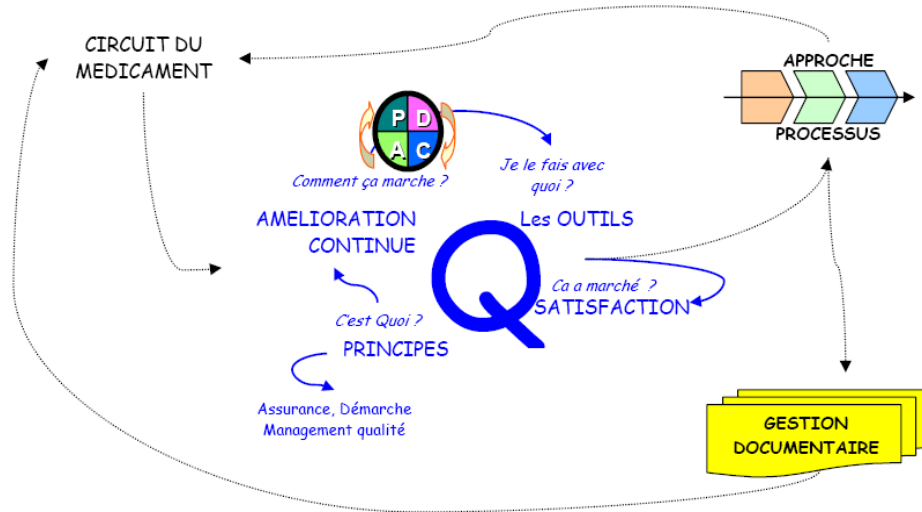 CIRCUIT DU
MEDICAMENT
APPROCHE
PROCESSUS
P D
A C
Comment ça marche ?
Je le fais avec
quoi ?
AMELIORATION
CONTINUE
Les OUTILS
Q
Ca a marché ?
SATISFACTION
C'est Quoi ?
PRINCIPES
Assurance, Démarche
Management qualité
GESTION
DOCUMENTAIRE